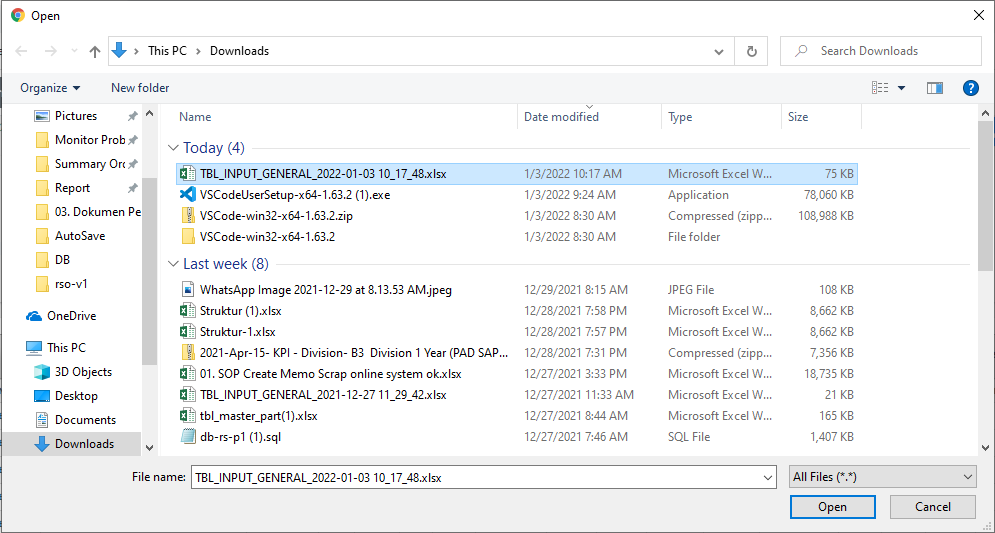 Open
This PC > Downloads
Search Downloads
Organize
New folder
Pictures
Monitor Prob
Summary Orc
Report
03. Dokumen Pe
AutoSave
DB
rso-v1
OneDrive
This PC
3D Objects
Desktop
Documents
Downloads
Name Date modified Type Size
Today (4)
TBL_INPUT_GENERAL_2022-01-03 10_17_48.xlsx 1/3/2022 10:17 AM Microsoft Excel W... 75 KB
VSCodeUserSetup-x64-1.63.2 (1).exe 1/3/2022 9:24 AM Application 78,060 KB
VSCode-win32-x64-1.63.2.zip 1/3/2022 8:30 AM Compressed (zipp... 108,988 KB
VSCode-win32-x64-1.63.2 1/3/2022 8:30 AM File folder
Last week (8)
WhatsApp Image 2021-12-29 at 8.13.53 AM.jpeg 12/29/2021 8:15 AM JPEG File 108 KB
Struktur (1).xlsx 12/28/2021 7:58 PM Microsoft Excel W... 8,662 KB
Struktur-1.xlsx 12/28/2021 7:57 PM Microsoft Excel W... 8,662 KB
2021-Apr-15- KPI - Division- B3 Division 1 Year (PAD SAP... 12/28/2021 7:31 PM Compressed (zipp... 7,356 KB
01. SOP Create Memo Scrap online system ok.xlsx 12/27/2021 3:33 PM Microsoft Excel W... 18,735 KB
TBL_INPUT_GENERAL_2021-12-27 11_29_42.xlsx 12/27/2021 11:33 AM Microsoft Excel W... 21 KB
tbl_master_part(1).xlsx 12/27/2021 8:44 AM Microsoft Excel W... 165 KB
db-rs-p1 (1).sql 12/27/2021 7:46 AM SQL File 1,407 KB
File name: TBL_INPUT_GENERAL_2022-01-03 10_17_48.xlsx All Files (*.*)
Open Cancel